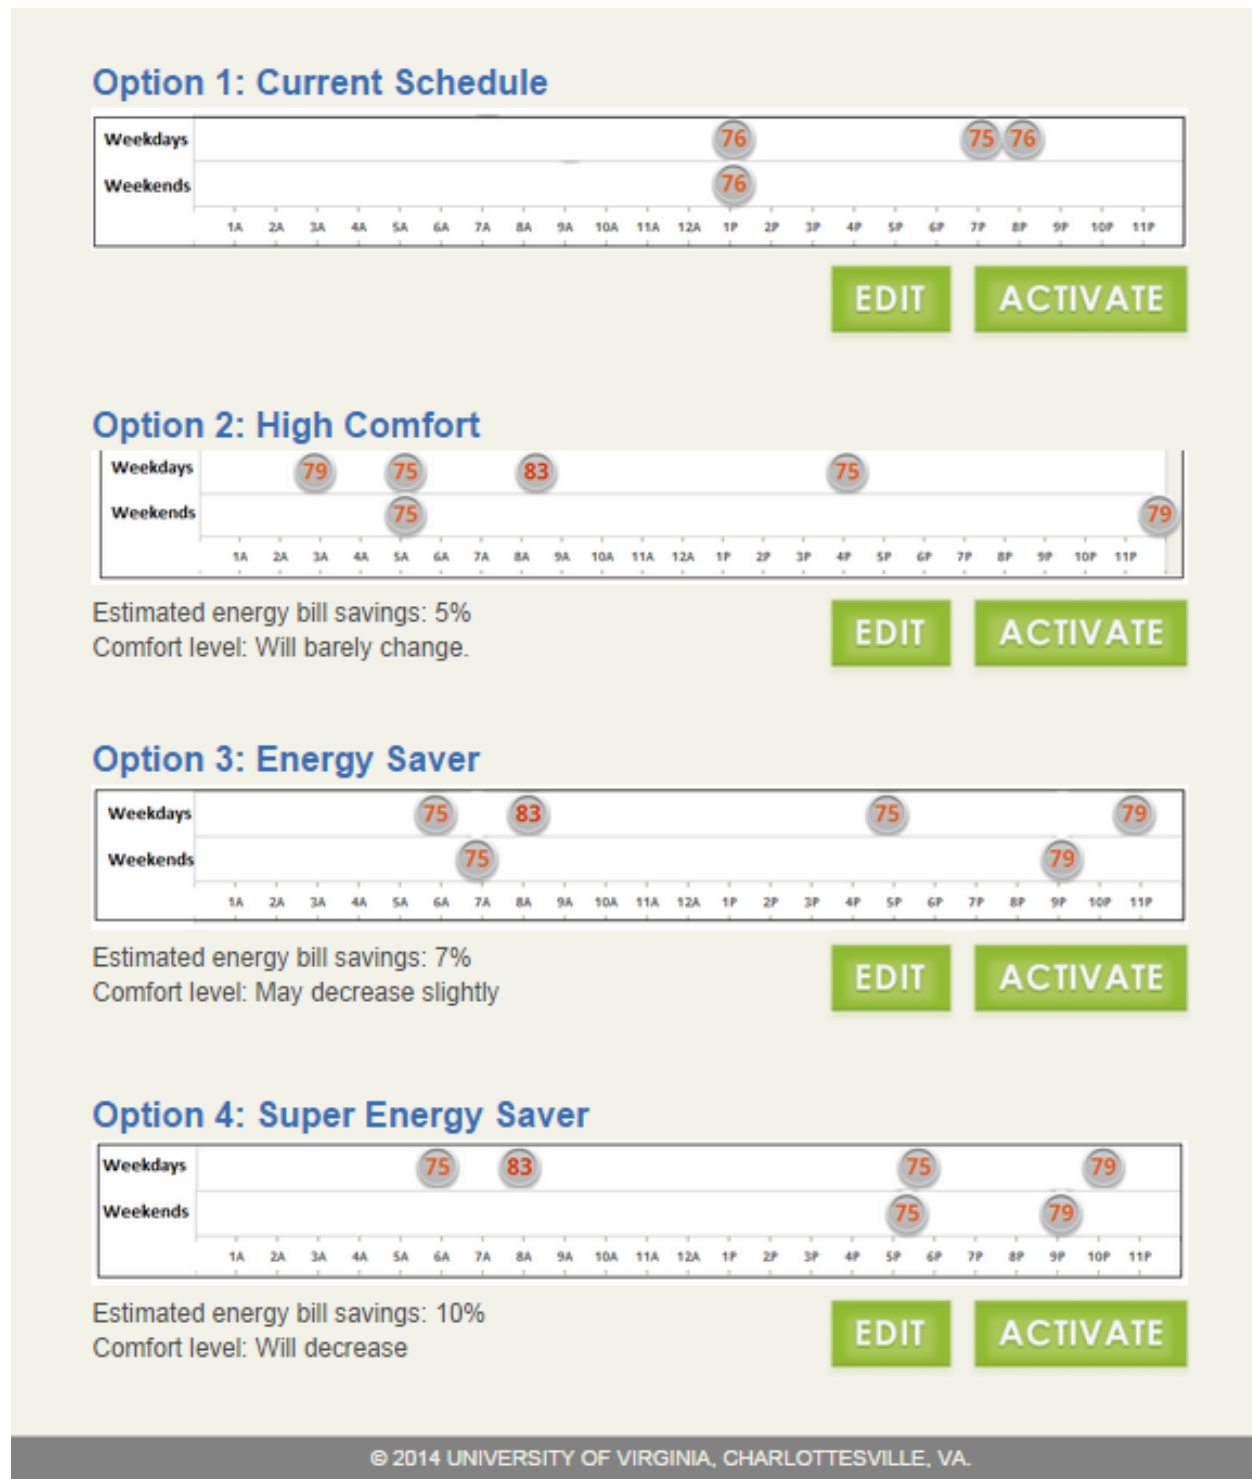 Option 1: Current Schedule
Weekdays 76 75 76
Weekends 76
1A 2A 3A 4A 5A 6A 7A 8A 9A 10A 11A 12A 1P 2P 3P 4P 5P 6P 7P 8P 9P 10P 11P
EDIT ACTIVATE
Option 2: High Comfort
Weekdays 79 75 83 75
Weekends 75 79
1A 2A 3A 4A 5A 6A 7A 8A 9A 10A 11A 12A 1P 2P 3P 4P 5P 6P 7P 8P 9P 10P 11P
Estimated energy bill savings: 5%
Comfort level: Will barely change.
EDIT ACTIVATE
Option 3: Energy Saver
Weekdays 75 83 75 79
Weekends 75 79
1A 2A 3A 4A 5A 6A 7A 8A 9A 10A 11A 12A 1P 2P 3P 4P 5P 6P 7P 8P 9P 10P 11P
Estimated energy bill savings: 7%
Comfort level: May decrease slightly
EDIT ACTIVATE
Option 4: Super Energy Saver
Weekdays 75 83 75 79
Weekends 75 79
1A 2A 3A 4A 5A 6A 7A 8A 9A 10A 11A 12A 1P 2P 3P 4P 5P 6P 7P 8P 9P 10P 11P
Estimated energy bill savings: 10%
Comfort level: Will decrease
EDIT ACTIVATE
© 2014 UNIVERSITY OF VIRGINIA, CHARLOTTESVILLE, VA.